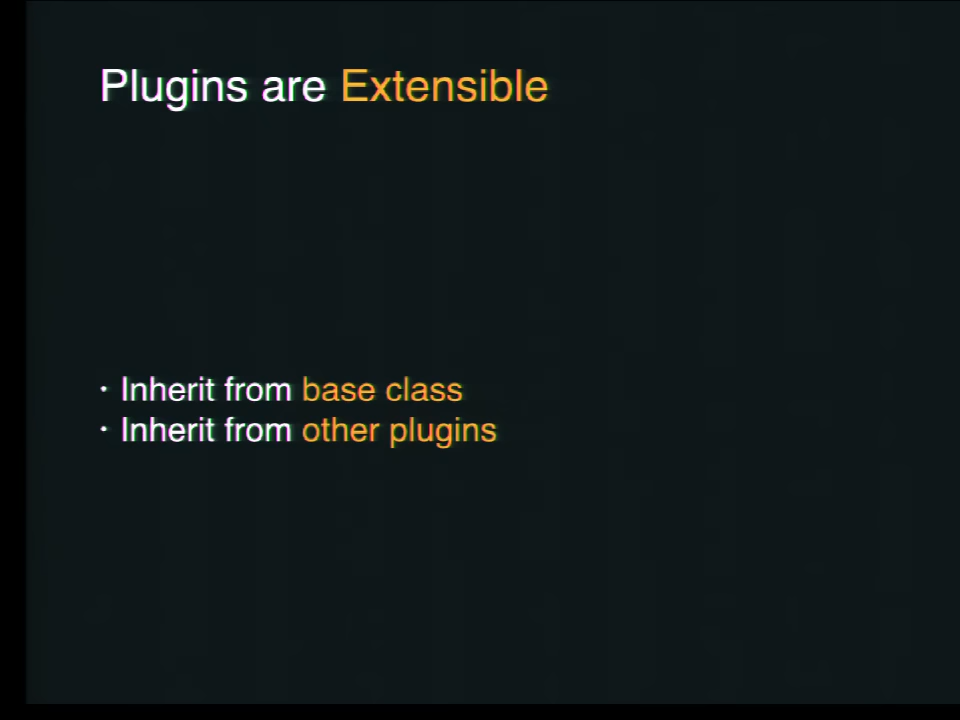 Plugins are Extensible
· Inherit from base class
· Inherit from other plugins